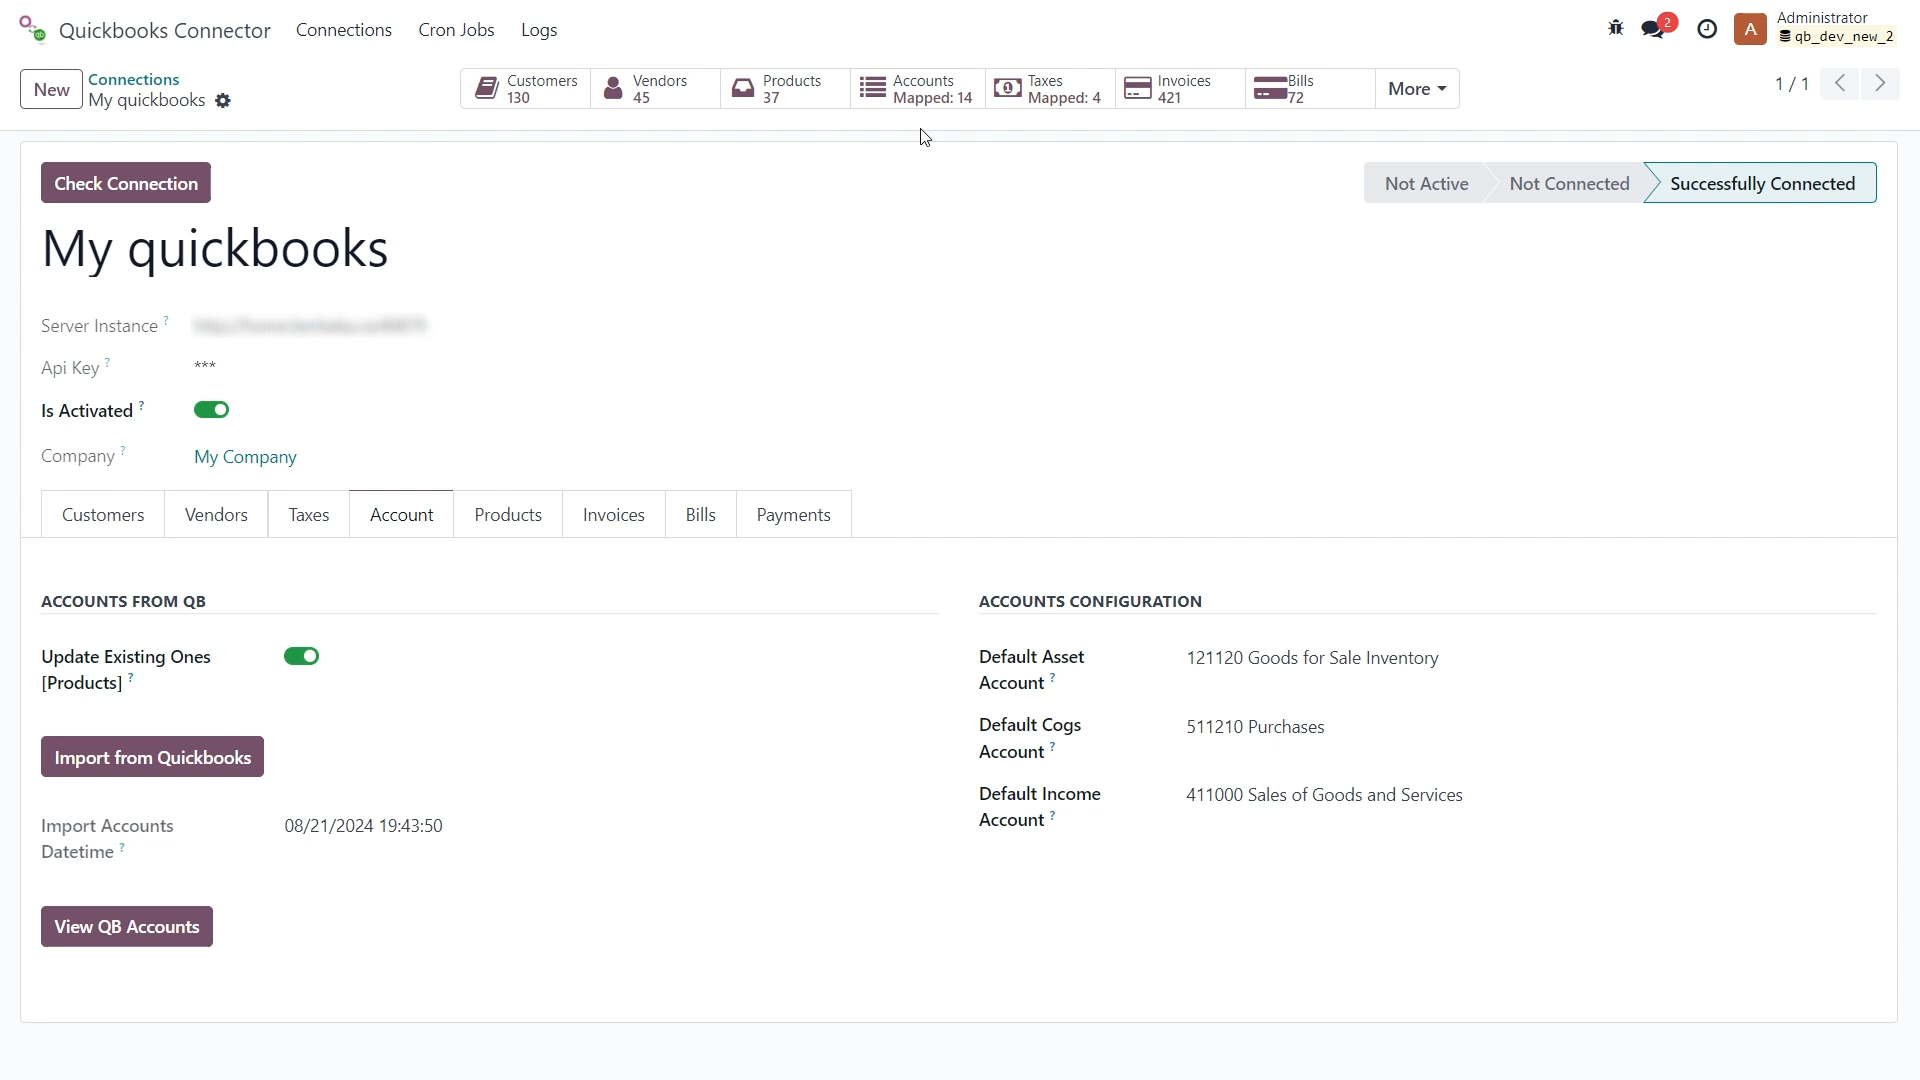 Quickbooks Connector Connections Cron Jobs Logs
2
A
Administrator
qb_dev_new_2
New
Connections
My quickbooks
Customers
130
Vendors
45
Products
37
Accounts
Mapped: 14
Taxes
Mapped: 4
Invoices
421
Bills
72
More
1 / 1
Check Connection
Not Active Not Connected Successfully Connected
My quickbooks
Server Instance ?
Api Key ? ***
Is Activated ?
Company ? My Company
Customers Vendors Taxes Account Products Invoices Bills Payments
ACCOUNTS FROM QB
Update Existing Ones
[Products] ?
Import from Quickbooks
Import Accounts
Datetime ?
08/21/2024 19:43:50
View QB Accounts
ACCOUNTS CONFIGURATION
Default Asset
Account ?
121120 Goods for Sale Inventory
Default Cogs
Account ?
511210 Purchases
Default Income
Account ?
411000 Sales of Goods and Services